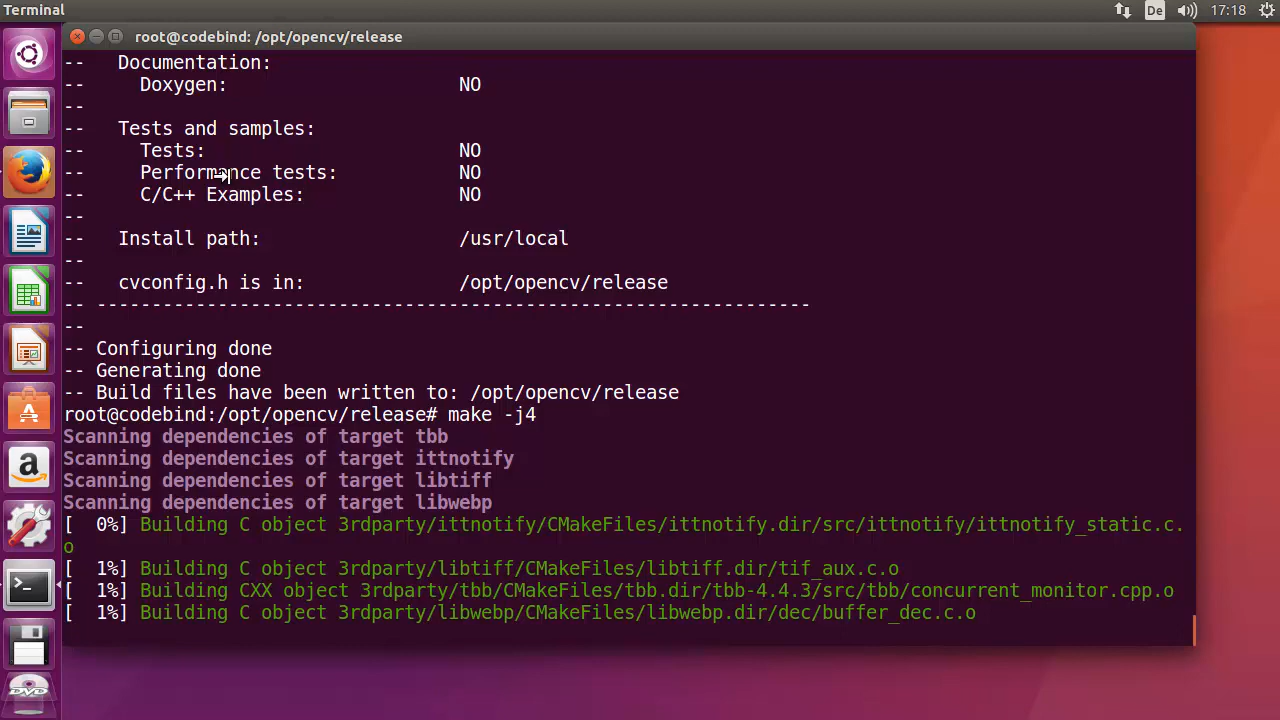 Terminal
De
17:18
root@codebind: /opt/opencv/release
--   Documentation:
--     Doxygen:                     NO
--
--   Tests and samples:
--     Tests:                       NO
--     Performance tests:           NO
--     C/C++ Examples:              NO
--
--   Install path:                  /usr/local
--
--   cvconfig.h is in:              /opt/opencv/release
-- -----------------------------------------------------------------
--
-- Configuring done
-- Generating done
-- Build files have been written to: /opt/opencv/release
root@codebind:/opt/opencv/release# make -j4
Scanning dependencies of target tbb
Scanning dependencies of target ittnotify
Scanning dependencies of target libtiff
Scanning dependencies of target libwebp
[  0%] Building C object 3rdparty/ittnotify/CMakeFiles/ittnotify.dir/src/ittnotify/ittnotify_static.c.
o
[  1%] Building C object 3rdparty/libtiff/CMakeFiles/libtiff.dir/tif_aux.c.o
[  1%] Building CXX object 3rdparty/tbb/CMakeFiles/tbb.dir/tbb-4.4.3/src/tbb/concurrent_monitor.cpp.o
[  1%] Building C object 3rdparty/libwebp/CMakeFiles/libwebp.dir/dec/buffer_dec.c.o
DVD